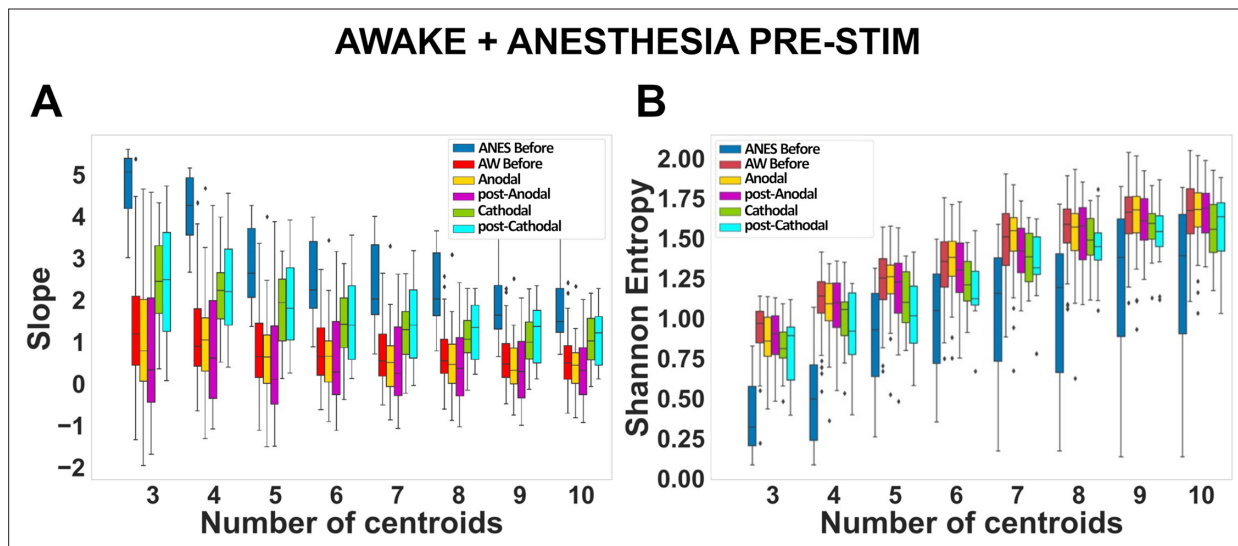 AWAKE + ANESTHESIA PRE-STIM
A
Slope
5
4
3
2
1
0
−1
−2
ANES Before
AW Before
Anodal
post-Anodal
Cathodal
post-Cathodal
3 4 5 6 7 8 9 10
Number of centroids
B
Shannon Entropy
2.00
1.75
1.50
1.25
1.00
0.75
0.50
0.25
0.00
ANES Before
AW Before
Anodal
post-Anodal
Cathodal
post-Cathodal
3 4 5 6 7 8 9 10
Number of centroids